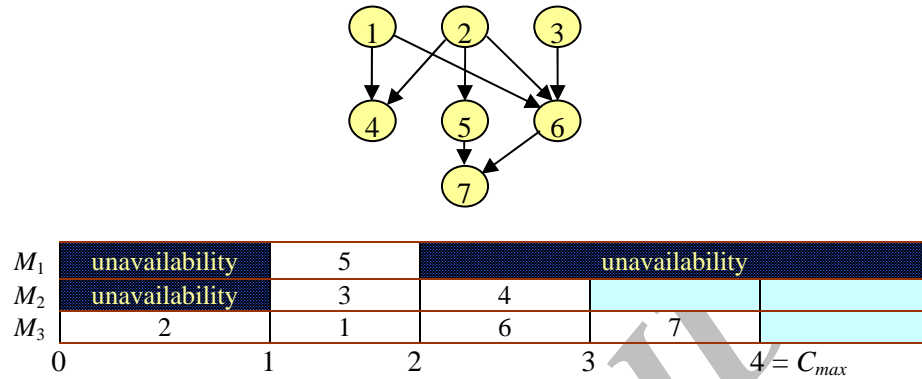 1 2 3
4 5 6
7
M1 unavailability 5 unavailability
M2 unavailability 3 4
M3 2 1 6 7
0 1 2 3 4 = Cmax